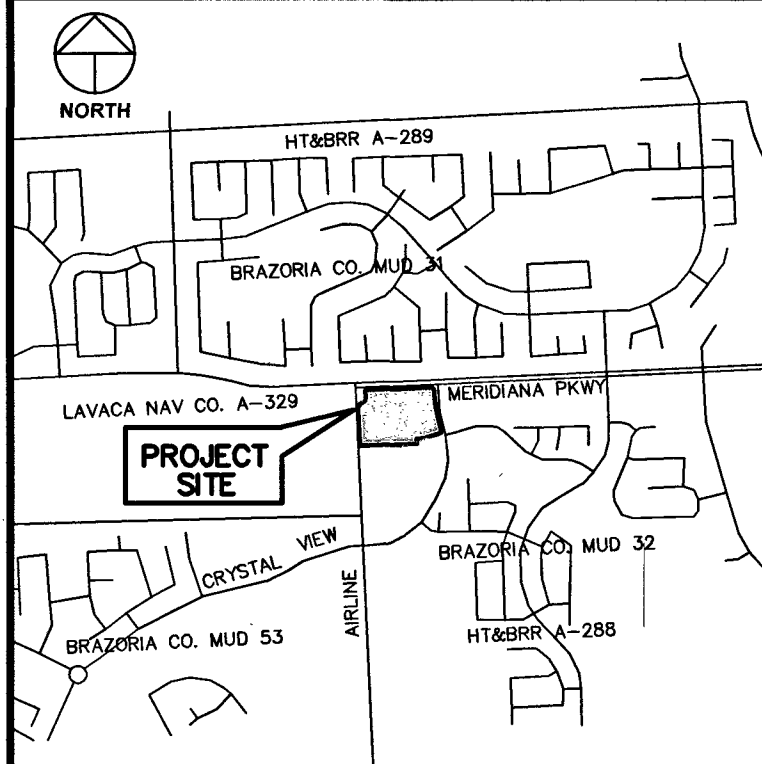 NORTH
HT&BRR A-289
BRAZORIA CO. MUD 31
LAVACA NAV CO. A-329
MERIDIANA PKWY
PROJECT
SITE
CRYSTAL VIEW
AIRLINE
BRAZORIA CO. MUD 32
BRAZORIA CO. MUD 53
HT&BRR A-288